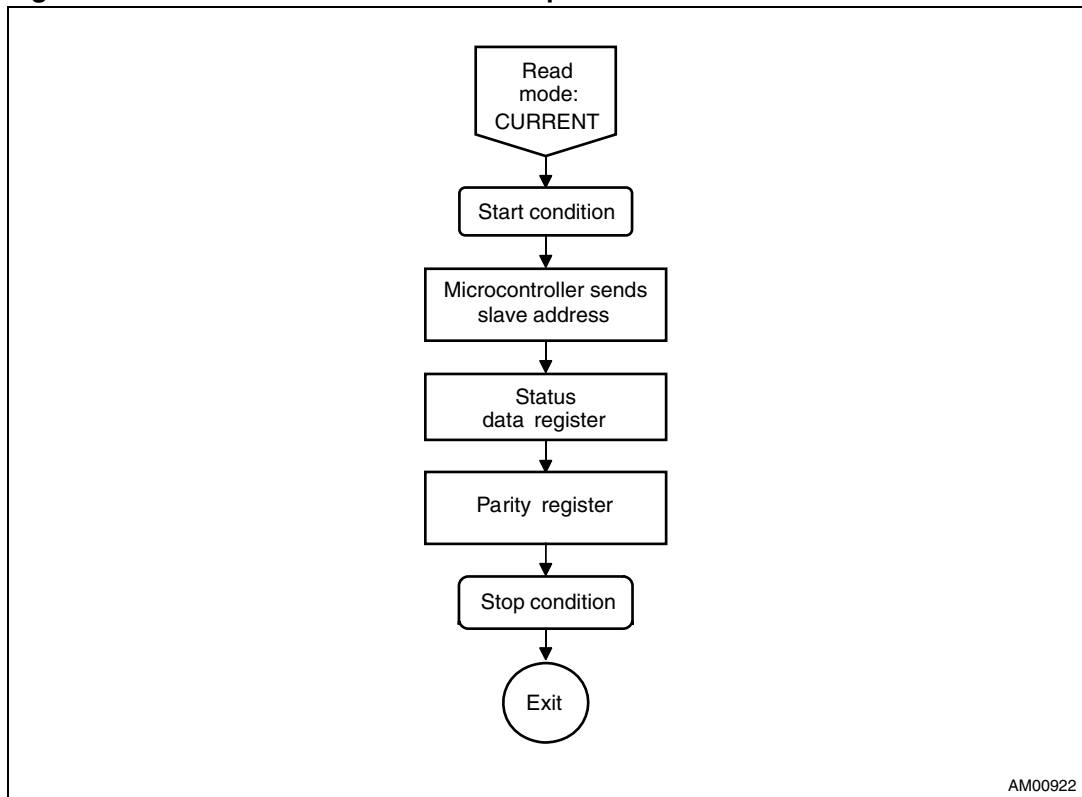 Read
mode:
CURRENT
Start condition
Microcontroller sends
slave address
Status
data register
Parity register
Stop condition
Exit
AM00922